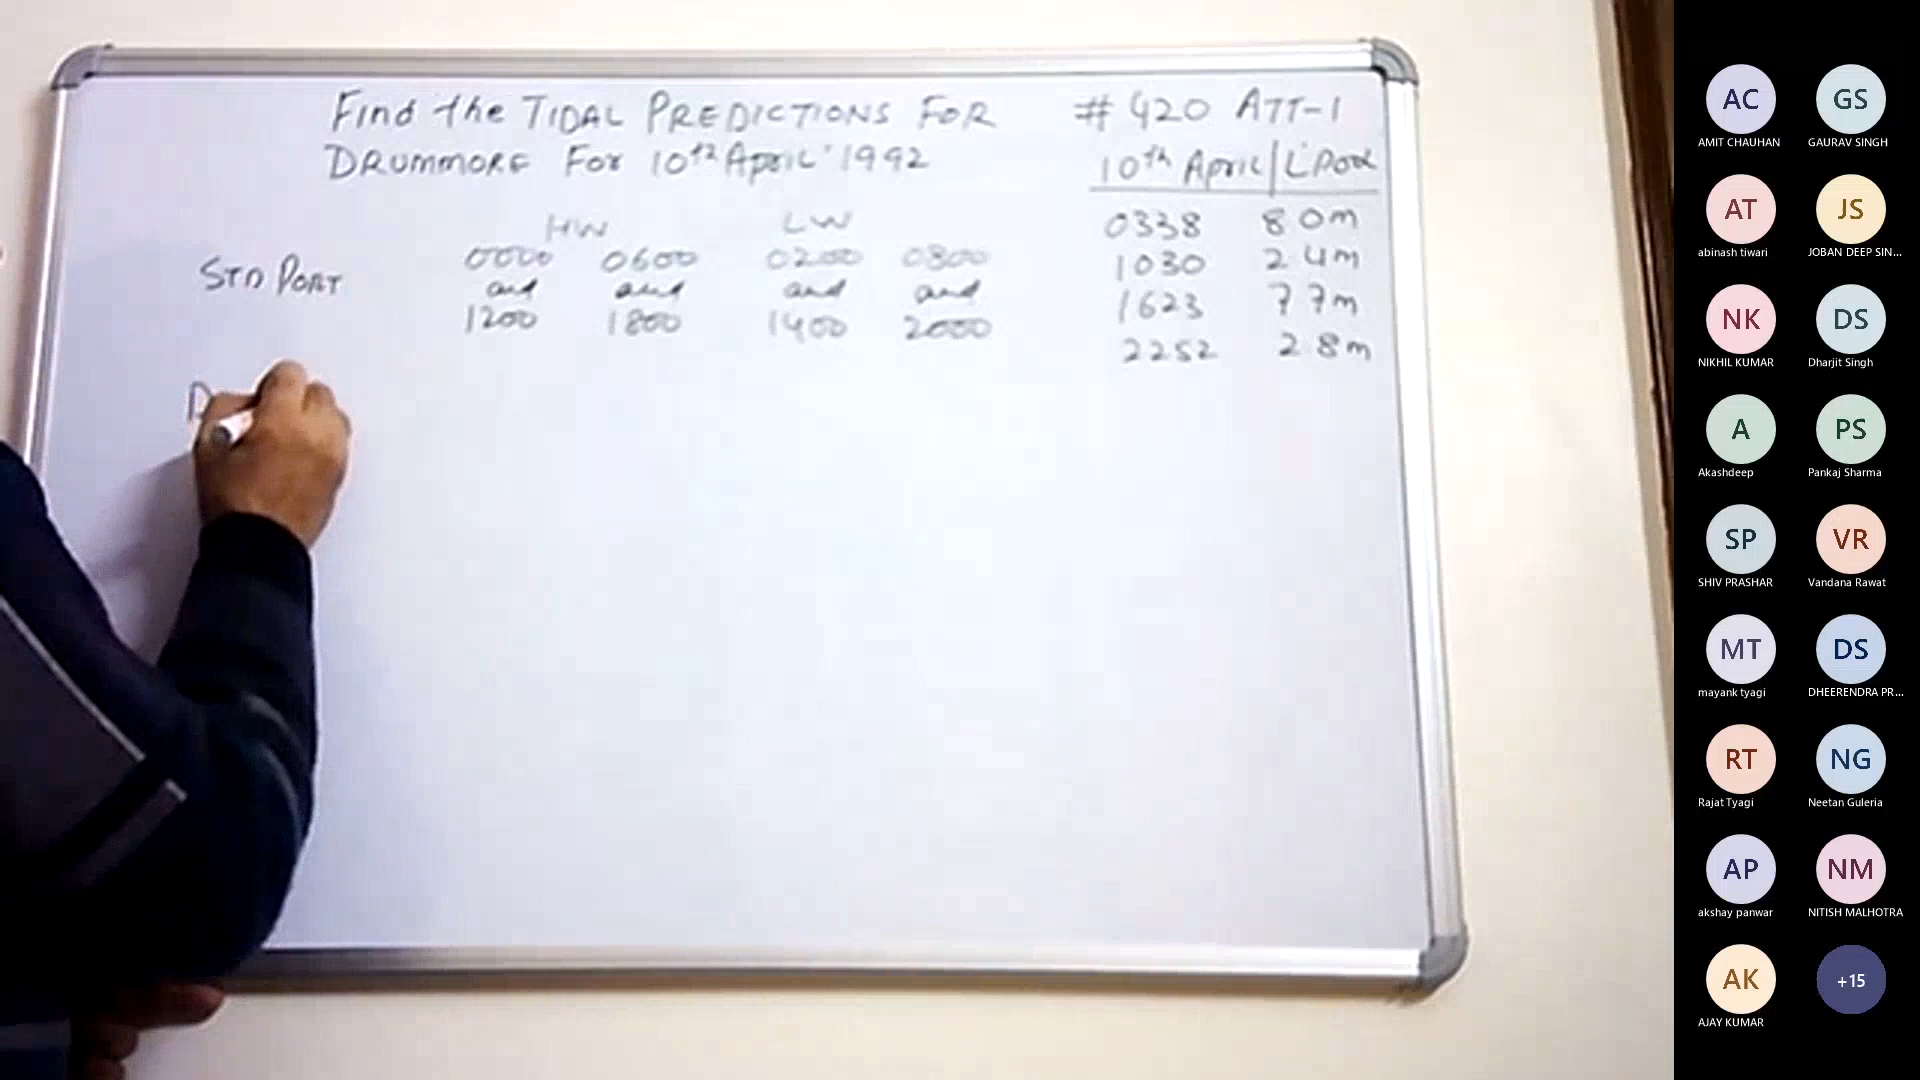 Find the TIDAL PREDICTIONS FOR
DRUMMORE For 10th April' 1992
# 420 ATT-1
10th April/L'Pool
0338 8 0m
1030 2 4m
1623 7 7m
2252 2 8m
HW LW
STD PORT
0000 0600 0200 0800
and and and and
1200 1800 1400 2000
D
AC GS
AMIT CHAUHAN GAURAV SINGH
AT JS
abinash tiwari JOBAN DEEP SIN...
NK DS
NIKHIL KUMAR Dharjit Singh
A PS
Akashdeep Pankaj Sharma
SP VR
SHIV PRASHAR Vandana Rawat
MT DS
mayank tyagi DHEERENDRA PR...
RT NG
Rajat Tyagi Neetan Guleria
AP NM
akshay panwar NITISH MALHOTRA
AK +15
AJAY KUMAR